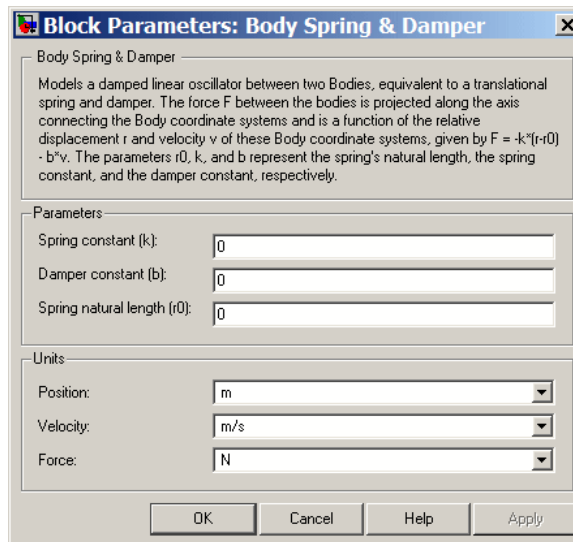 Block Parameters: Body Spring & Damper
Body Spring & Damper
Models a damped linear oscillator between two Bodies, equivalent to a translational
spring and damper. The force F between the bodies is projected along the axis
connecting the Body coordinate systems and is a function of the relative
displacement r and velocity v of these Body coordinate systems, given by F = -k*(r-r0)
- b*v. The parameters r0, k, and b represent the spring's natural length, the spring
constant, and the damper constant, respectively.
Parameters
Spring constant (k): 0
Damper constant (b): 0
Spring natural length (r0): 0
Units
Position: m
Velocity: m/s
Force: N
OK Cancel Help Apply